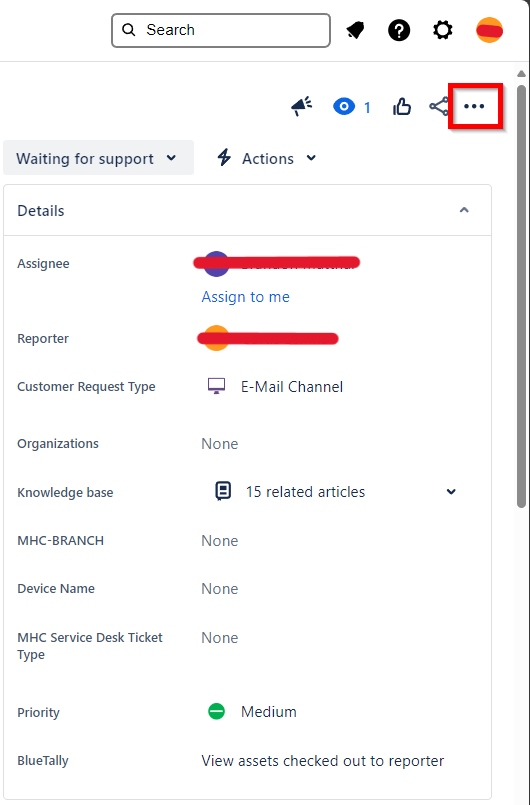 Search
1
Waiting for support
Actions
Details
Assignee
Assign to me
Reporter
Customer Request Type
E-Mail Channel
Organizations
None
Knowledge base
15 related articles
MHC-BRANCH
None
Device Name
None
MHC Service Desk Ticket
Type
None
Priority
Medium
BlueTally
View assets checked out to reporter